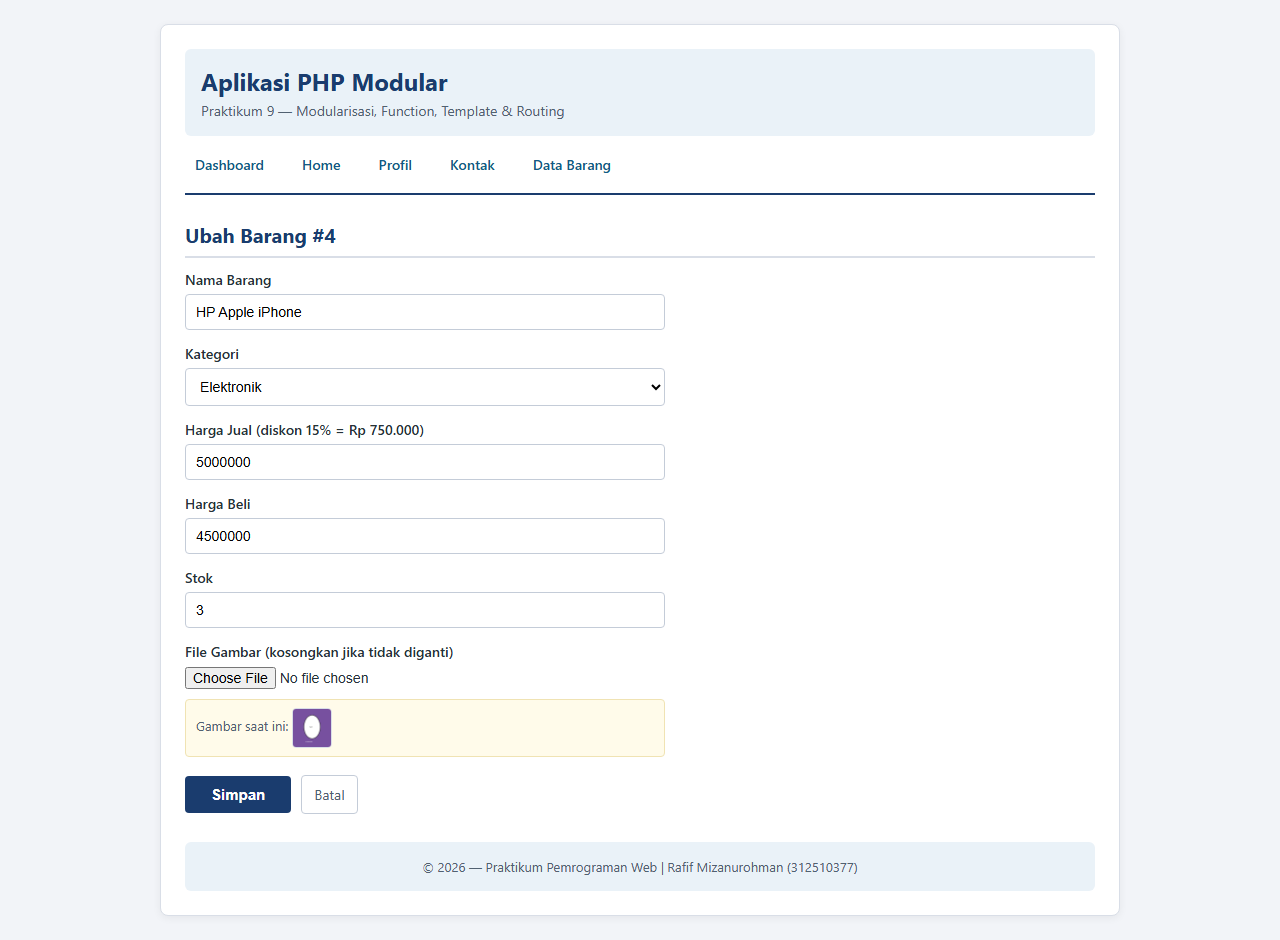 Aplikasi PHP Modular
Praktikum 9 — Modularisasi, Function, Template & Routing
Dashboard Home Profil Kontak Data Barang
Ubah Barang #4
Nama Barang
HP Apple iPhone
Kategori
Elektronik
Harga Jual (diskon 15% = Rp 750.000)
5000000
Harga Beli
4500000
Stok
3
File Gambar (kosongkan jika tidak diganti)
Choose File No file chosen
Gambar saat ini:
Simpan Batal
© 2026 — Praktikum Pemrograman Web | Rafif Mizanurohman (312510377)